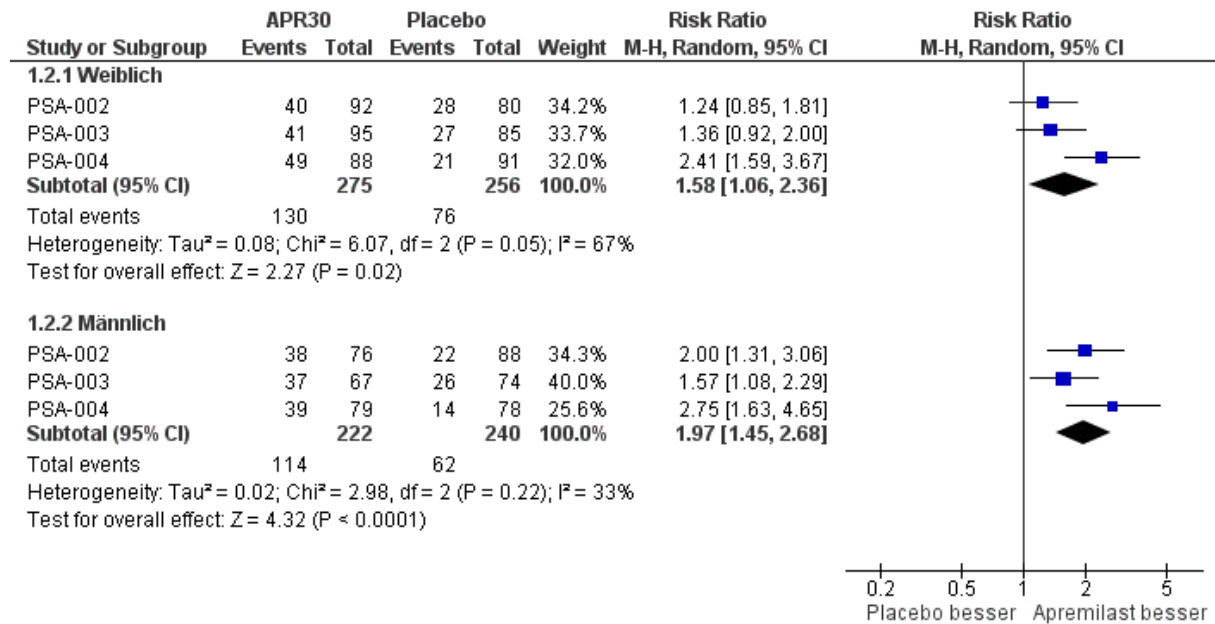 APR30 Placebo Risk Ratio Risk Ratio
Study or Subgroup Events Total Events Total Weight M-H, Random, 95% CI M-H, Random, 95% CI
1.2.1 Weiblich
PSA-002 40 92 28 80 34.2% 1.24 [0.85, 1.81]
PSA-003 41 95 27 85 33.7% 1.36 [0.92, 2.00]
PSA-004 49 88 21 91 32.0% 2.41 [1.59, 3.67]
Subtotal (95% CI) 275 256 100.0% 1.58 [1.06, 2.36]
Total events 130 76
Heterogeneity: Tau² = 0.08; Chi² = 6.07, df = 2 (P = 0.05); I² = 67%
Test for overall effect: Z = 2.27 (P = 0.02)
1.2.2 Männlich
PSA-002 38 76 22 88 34.3% 2.00 [1.31, 3.06]
PSA-003 37 67 26 74 40.0% 1.57 [1.08, 2.29]
PSA-004 39 79 14 78 25.6% 2.75 [1.63, 4.65]
Subtotal (95% CI) 222 240 100.0% 1.97 [1.45, 2.68]
Total events 114 62
Heterogeneity: Tau² = 0.02; Chi² = 2.98, df = 2 (P = 0.22); I² = 33%
Test for overall effect: Z = 4.32 (P < 0.0001)
0.2 0.5 1 2 5
Placebo besser Apremilast besser